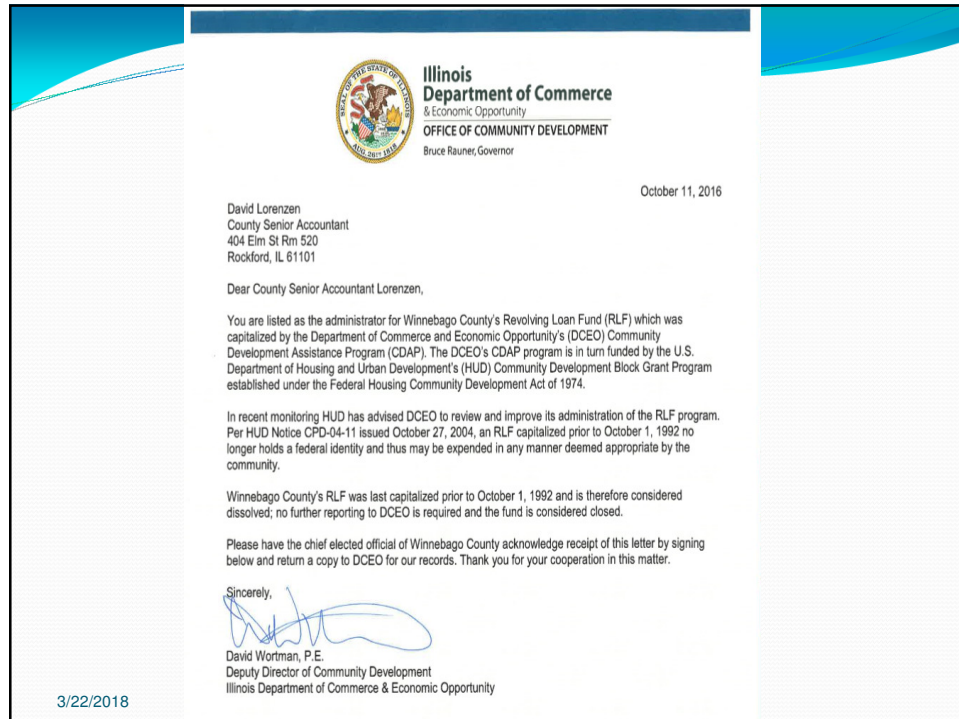 SEAL OF THE STATE OF ILLINOIS
AUG. 26TH 1818
Illinois
Department of Commerce
& Economic Opportunity
OFFICE OF COMMUNITY DEVELOPMENT
Bruce Rauner, Governor
October 11, 2016
David Lorenzen
County Senior Accountant
404 Elm St Rm 520
Rockford, IL 61101
Dear County Senior Accountant Lorenzen,
You are listed as the administrator for Winnebago County's Revolving Loan Fund (RLF) which was
capitalized by the Department of Commerce and Economic Opportunity's (DCEO) Community
Development Assistance Program (CDAP). The DCEO's CDAP program is in turn funded by the U.S.
Department of Housing and Urban Development's (HUD) Community Development Block Grant Program
established under the Federal Housing Community Development Act of 1974.
In recent monitoring HUD has advised DCEO to review and improve its administration of the RLF program.
Per HUD Notice CPD-04-11 issued October 27, 2004, an RLF capitalized prior to October 1, 1992 no
longer holds a federal identity and thus may be expended in any manner deemed appropriate by the
community.
Winnebago County's RLF was last capitalized prior to October 1, 1992 and is therefore considered
dissolved; no further reporting to DCEO is required and the fund is considered closed.
Please have the chief elected official of Winnebago County acknowledge receipt of this letter by signing
below and return a copy to DCEO for our records. Thank you for your cooperation in this matter.
Sincerely,
David Wortman, P.E.
Deputy Director of Community Development
Illinois Department of Commerce & Economic Opportunity
3/22/2018